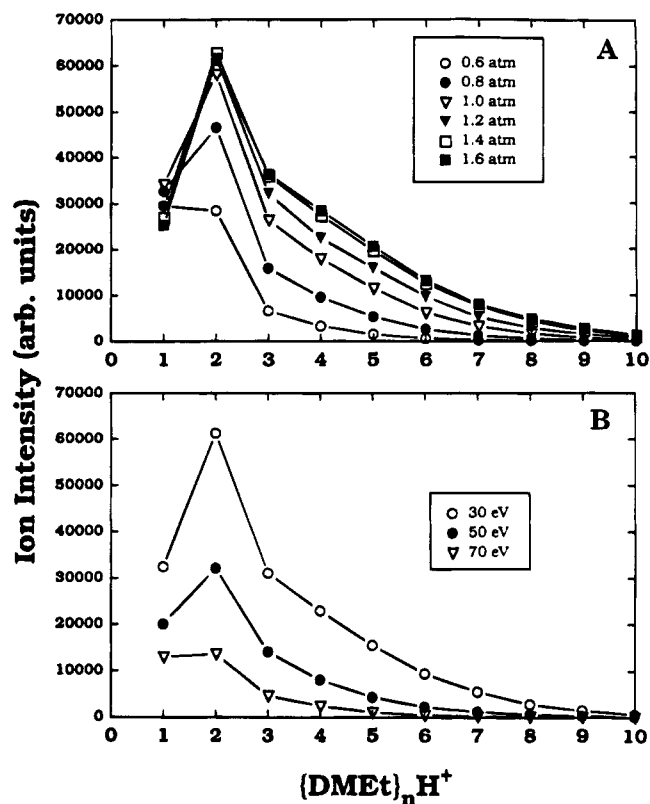 A
0.6 atm
0.8 atm
1.0 atm
1.2 atm
1.4 atm
1.6 atm
70000
60000
50000
40000
30000
20000
10000
0
0 1 2 3 4 5 6 7 8 9 10
Ion Intensity (arb. units)
B
30 eV
50 eV
70 eV
70000
60000
50000
40000
30000
20000
10000
0
0 1 2 3 4 5 6 7 8 9 10
{DMEt}nH+